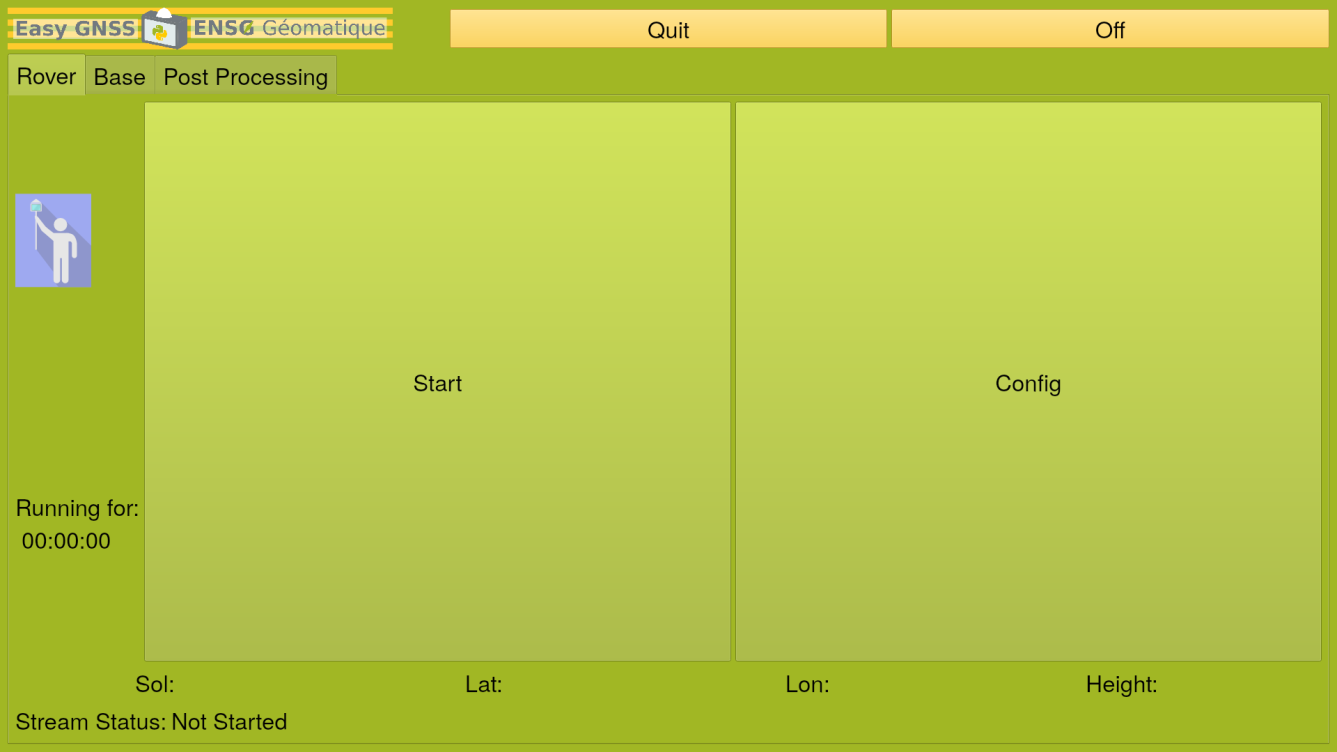 Easy GNSS ENSG Géomatique
Quit
Off
Rover
Base
Post Processing
Start
Config
Running for:
00:00:00
Sol:
Lat:
Lon:
Height:
Stream Status: Not Started